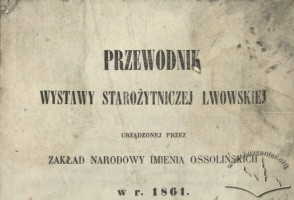 PRZEWODNIK
WYSTAWY STAROŻYTNICZEJ LWOWSKIEJ
URZĄDZONEJ PRZEZ
ZAKŁAD NARODOWY IMIENIA OSSOLIŃSKICH
w r. 1861.